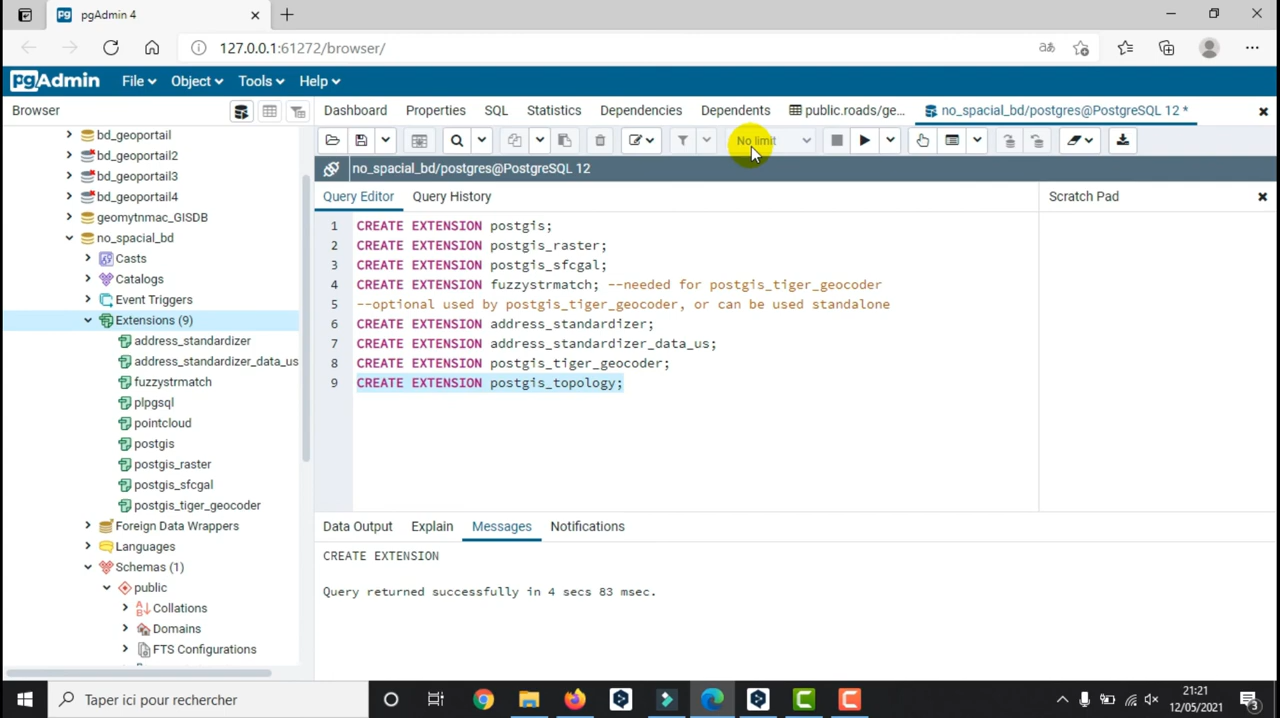 pgAdmin 4
127.0.0.1:61272/browser/
pgAdmin File Object Tools Help
Browser
Dashboard Properties SQL Statistics Dependencies Dependents public.roads/ge... no_spacial_bd/postgres@PostgreSQL 12 *
No limit
no_spacial_bd/postgres@PostgreSQL 12
Query Editor Query History
Scratch Pad
bd_geoportail
bd_geoportail2
bd_geoportail3
bd_geoportail4
geomytnmac_GISDB
no_spacial_bd
Casts
Catalogs
Event Triggers
Extensions (9)
address_standardizer
address_standardizer_data_us
fuzzystrmatch
plpgsql
pointcloud
postgis
postgis_raster
postgis_sfcgal
postgis_tiger_geocoder
Foreign Data Wrappers
Languages
Schemas (1)
public
Collations
Domains
FTS Configurations
1 CREATE EXTENSION postgis;
2 CREATE EXTENSION postgis_raster;
3 CREATE EXTENSION postgis_sfcgal;
4 CREATE EXTENSION fuzzystrmatch; --needed for postgis_tiger_geocoder
5 --optional used by postgis_tiger_geocoder, or can be used standalone
6 CREATE EXTENSION address_standardizer;
7 CREATE EXTENSION address_standardizer_data_us;
8 CREATE EXTENSION postgis_tiger_geocoder;
9 CREATE EXTENSION postgis_topology;
Data Output Explain Messages Notifications
CREATE EXTENSION
Query returned successfully in 4 secs 83 msec.
Taper ici pour rechercher
21:21
12/05/2021
3